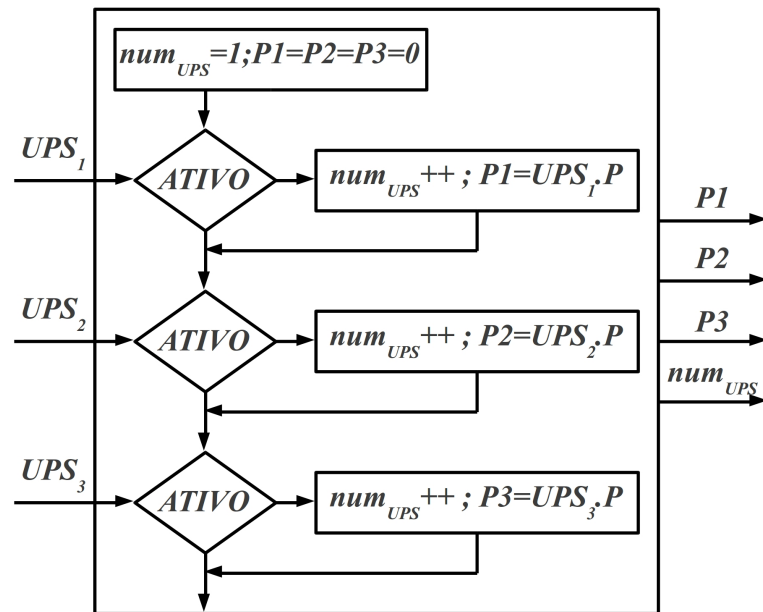 num_UPS=1;P1=P2=P3=0
UPS_1
ATIVO
num_UPS++ ; P1=UPS_1.P
P1
P2
UPS_2
ATIVO
num_UPS++ ; P2=UPS_2.P
P3
num_UPS
UPS_3
ATIVO
num_UPS++ ; P3=UPS_3.P